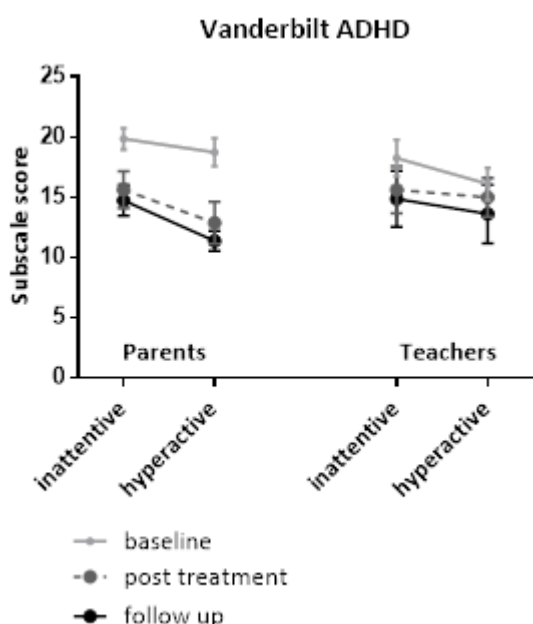 Vanderbilt ADHD
Subscale score
25
20
15
10
5
0
Parents
Teachers
inattentive
hyperactive
inattentive
hyperactive
baseline
post treatment
follow up